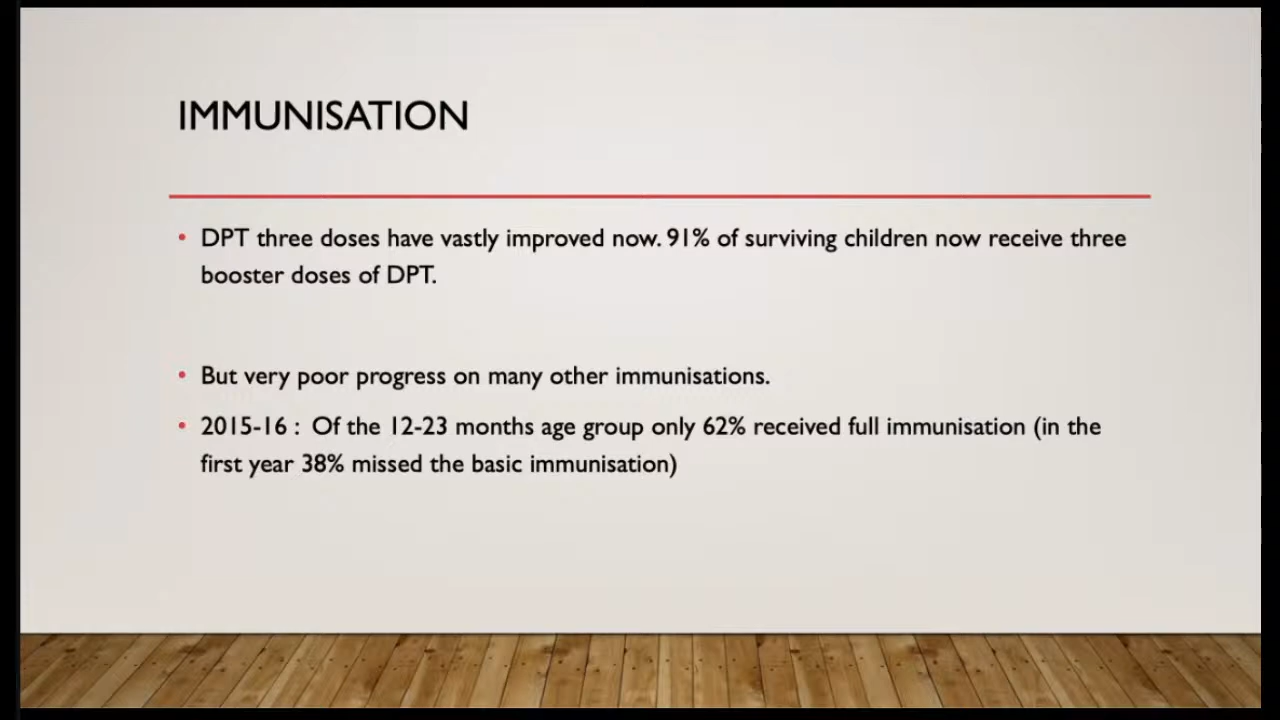 IMMUNISATION
• DPT three doses have vastly improved now. 91% of surviving children now receive three
booster doses of DPT.
• But very poor progress on many other immunisations.
• 2015-16 : Of the 12-23 months age group only 62% received full immunisation (in the
first year 38% missed the basic immunisation)